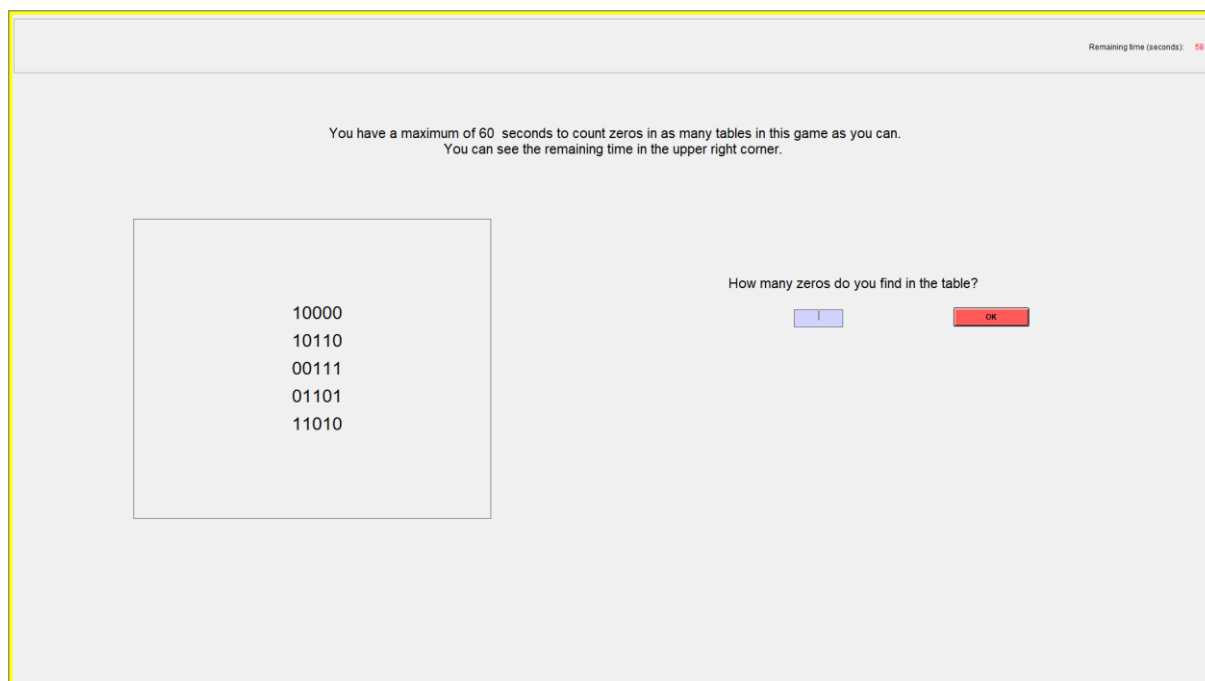 Remaining time (seconds): 56
You have a maximum of 60 seconds to count zeros in as many tables in this game as you can.
You can see the remaining time in the upper right corner.
How many zeros do you find in the table?
OK
10000
10110
00111
01101
11010